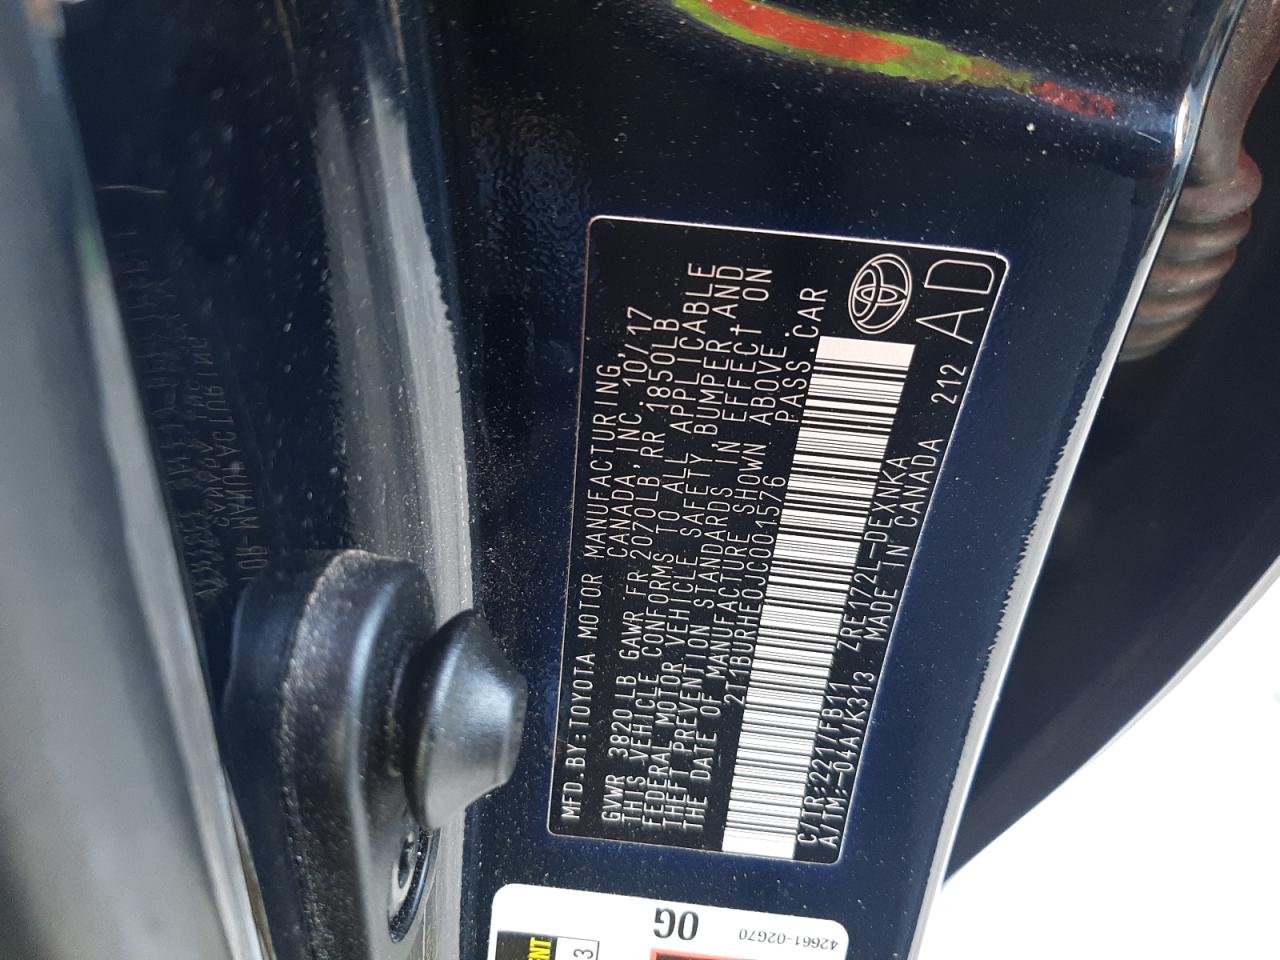 MFD.BY:TOYOTA MOTOR MANUFACTURING,
CANADA, INC. 10/17
GVWR 3820 LB GAWR FR 2070LB, RR 1850LB
THIS VEHICLE CONFORMS TO ALL APPLICABLE
FEDERAL MOTOR VEHICLE SAFETY, BUMPER, AND
THEFT PREVENTION STANDARDS IN EFFECT ON
THE DATE OF MANUFACTURE SHOWN ABOVE.
2T1BURHE0JC001576 PASS.CAR
C/TR:221/FB11 ZRE172L-DEXNKA
A/TM:-04A/K313 MADE IN CANADA 212
AD
0G
42661-02G70
3